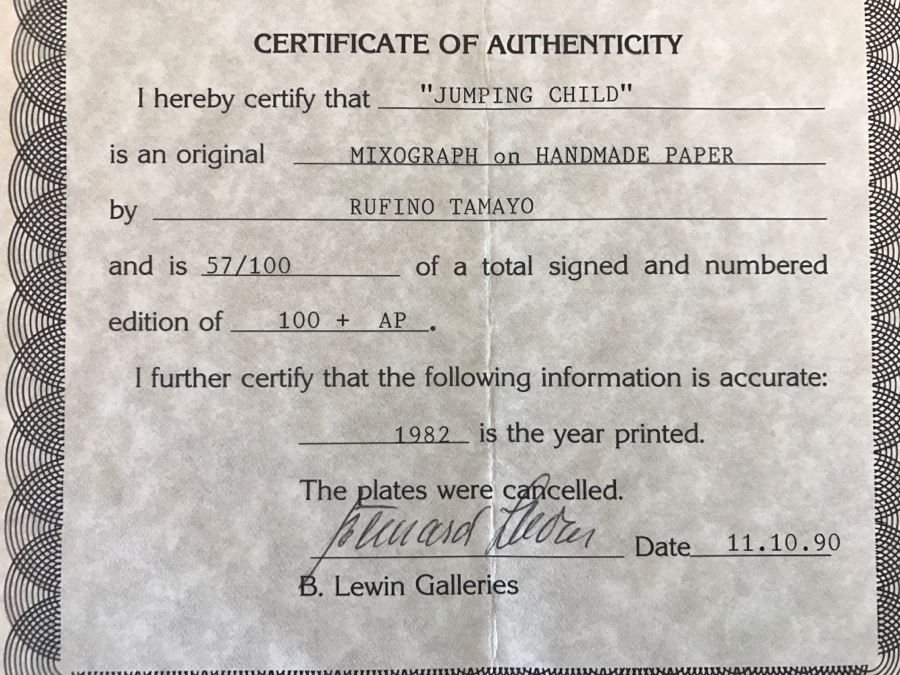 CERTIFICATE OF AUTHENTICITY
I hereby certify that "JUMPING CHILD"
is an original MIXOGRAPH on HANDMADE PAPER
by RUFINO TAMAYO
and is 57/100 of a total signed and numbered
edition of 100 + AP.
I further certify that the following information is accurate:
1982 is the year printed.
The plates were cancelled.
Bernard Lewin Date 11.10.90
B. Lewin Galleries